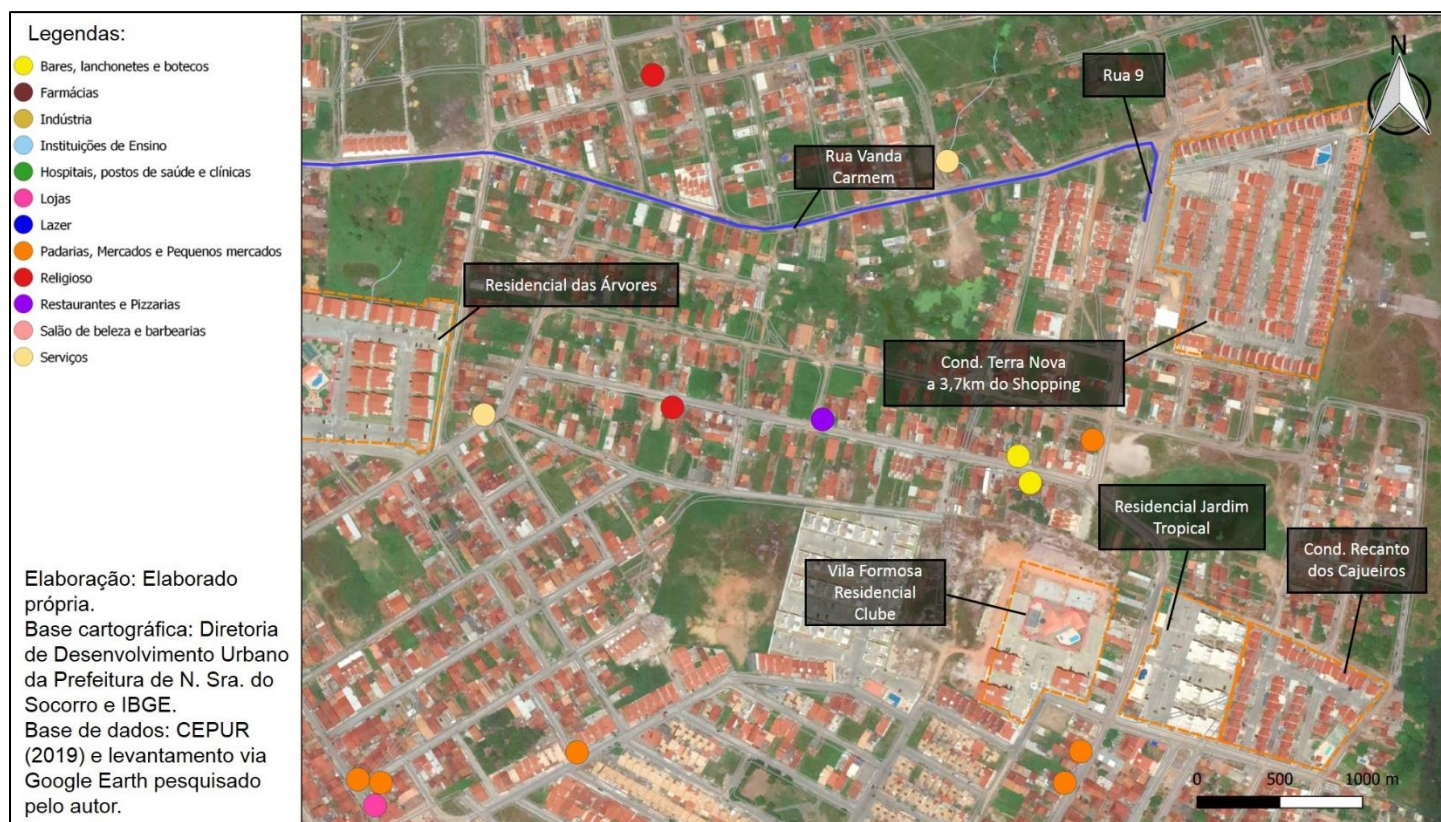 Legendas:
Bares, lanchonetes e botecos
Farmácias
Indústria
Instituições de Ensino
Hospitais, postos de saúde e clínicas
Lojas
Lazer
Padarias, Mercados e Pequenos mercados
Religioso
Restaurantes e Pizzarias
Salão de beleza e barbearias
Serviços
Elaboração: Elaborado
própria.
Base cartográfica: Diretoria
de Desenvolvimento Urbano
da Prefeitura de N. Sra. do
Socorro e IBGE.
Base de dados: CEPUR
(2019) e levantamento via
Google Earth pesquisado
pelo autor.
N
Rua 9
Rua Vanda
Carmem
Residencial das Árvores
Cond. Terra Nova
a 3,7km do Shopping
Residencial Jardim
Tropical
Cond. Recanto
dos Cajueiros
Vila Formosa
Residencial
Clube
0 500 1000 m